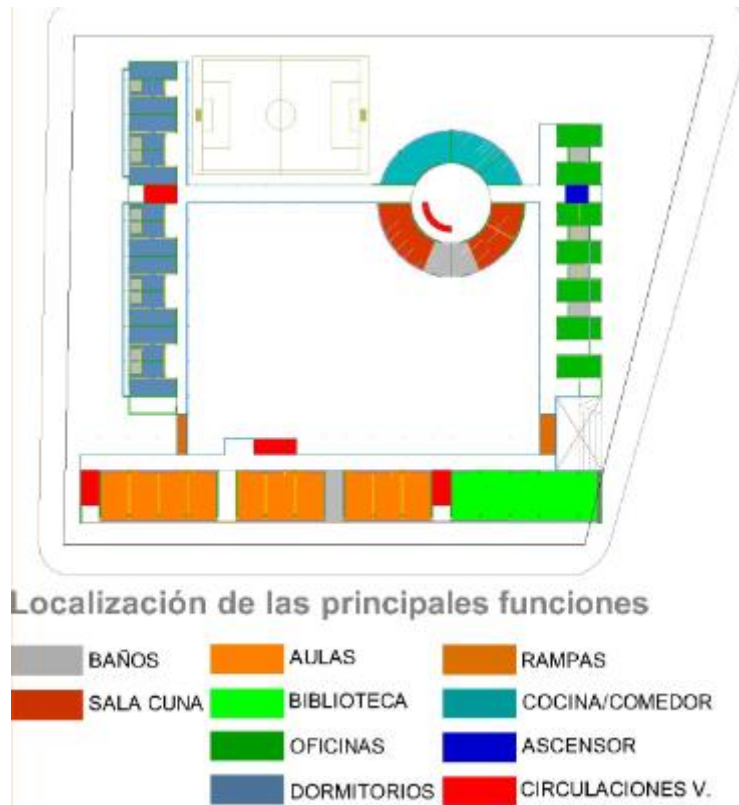 Localización de las principales funciones
BAÑOS
AULAS
RAMPAS
SALA CUNA
BIBLIOTECA
COCINA/COMEDOR
OFICINAS
ASCENSOR
DORMITORIOS
CIRCULACIONES V.